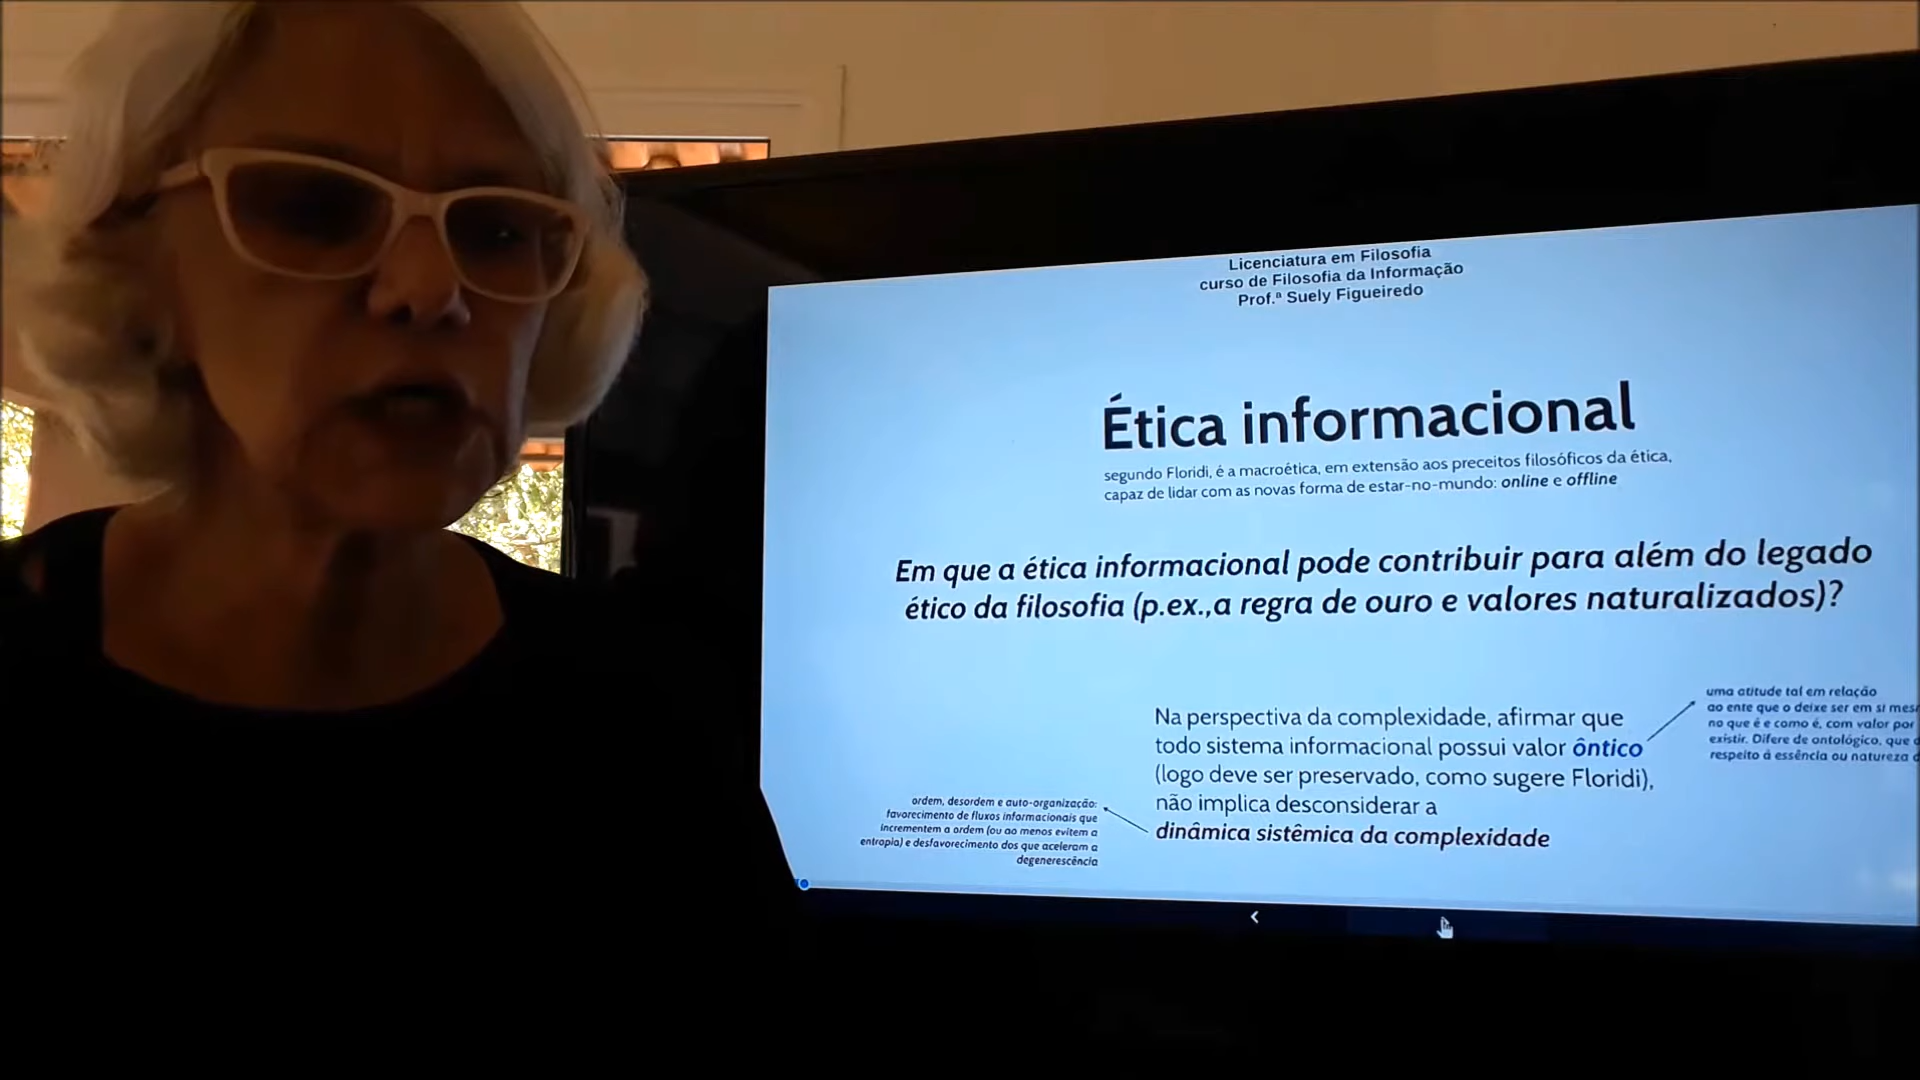 Licenciatura em Filosofia
curso de Filosofia da Informação
Prof.ª Suely Figueiredo
Ética informacional
segundo Floridi, é a macroética, em extensão aos preceitos filosóficos da ética,
capaz de lidar com as novas forma de estar-no-mundo: online e offline
Em que a ética informacional pode contribuir para além do legado
ético da filosofia (p.ex.,a regra de ouro e valores naturalizados)?
Na perspectiva da complexidade, afirmar que
todo sistema informacional possui valor ôntico
(logo deve ser preservado, como sugere Floridi),
não implica desconsiderar a
dinâmica sistêmica da complexidade
uma atitude tal em relação
ao ente que o deixe ser em si
no que é e como é, com valor por
existir. Difere de ontológico, que
respeito á essência ou natureza
ordem, desordem e auto-organização:
favorecimento de fluxos informacionais que
incrementem a ordem (ou ao menos evitem a
entropia) e desfavorecimento dos que aceleram a
degenerescência